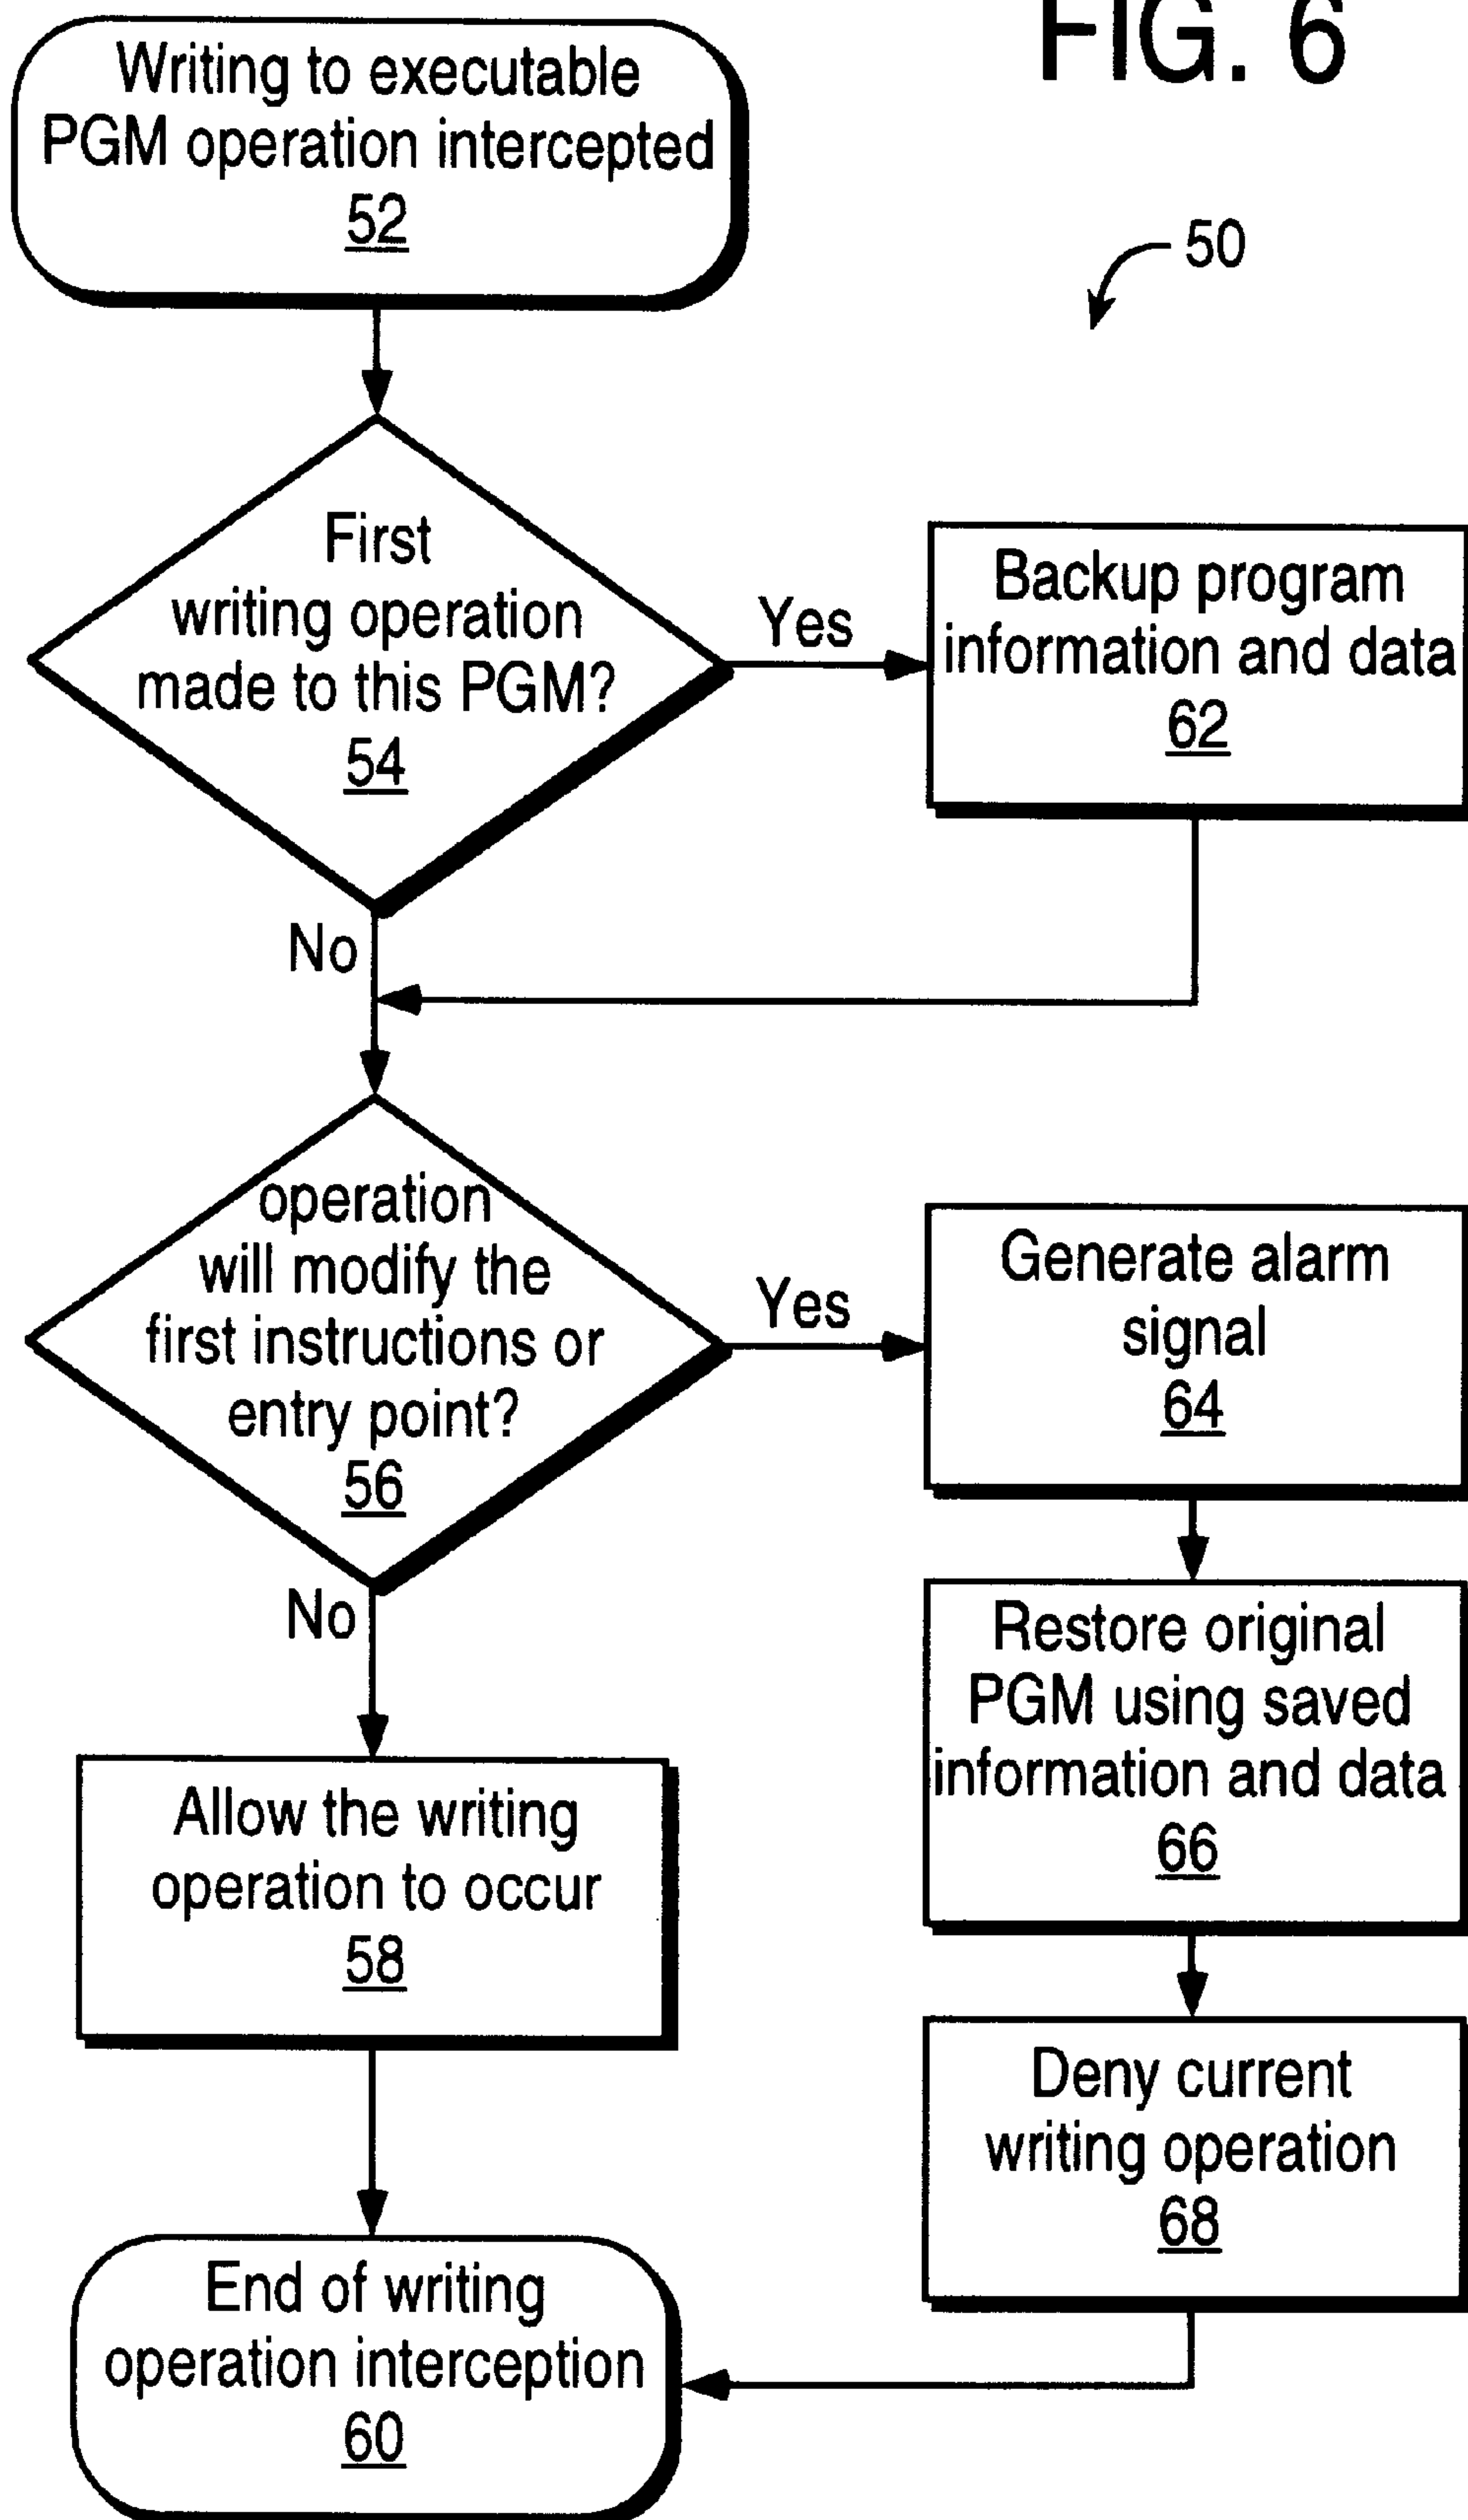 FIG. 6
Writing to executable
PGM operation intercepted
52
50
First
writing operation
made to this PGM?
54
Yes
Backup program
information and data
62
No
operation
will modify the
first instructions or
entry point?
56
Yes
Generate alarm
signal
64
No
Restore original
PGM using saved
information and data
66
Allow the writing
operation to occur
58
Deny current
writing operation
68
End of writing
operation interception
60